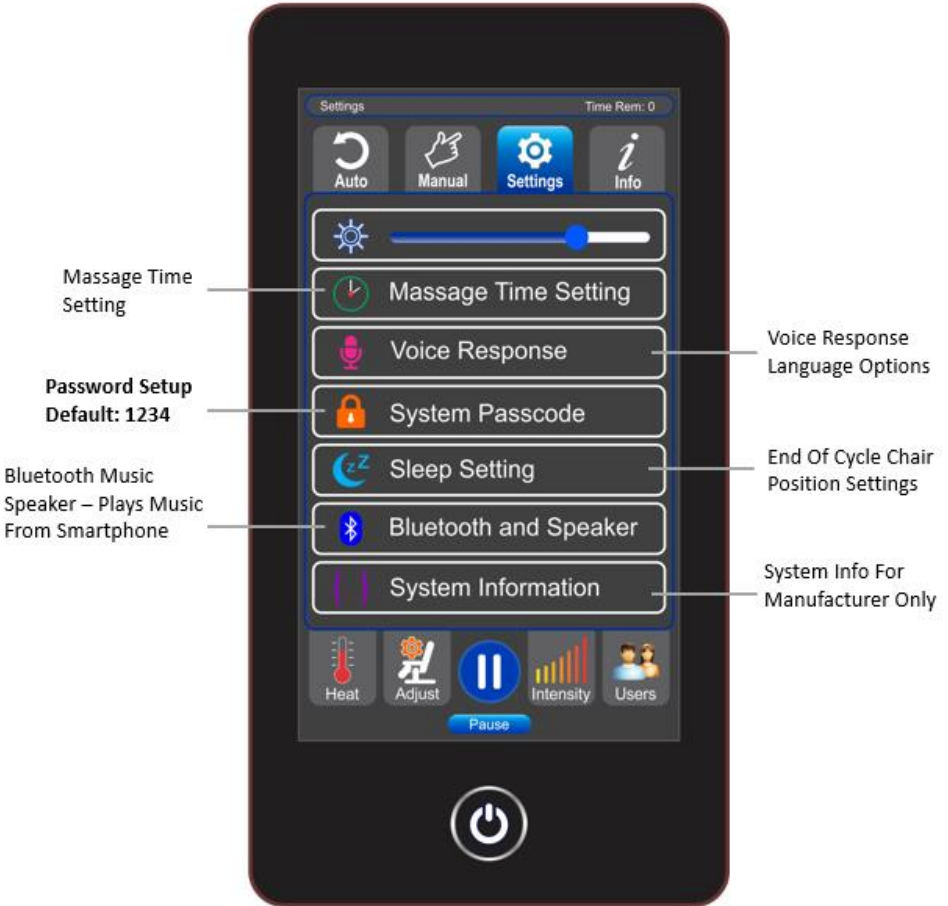 Settings
Time Rem: 0
Auto
Manual
Settings
i
Info
Massage Time Setting
Voice Response
System Passcode
zZ
Sleep Setting
Bluetooth and Speaker
System Information
Heat
Adjust
Intensity
Users
Pause
Massage Time
Setting
Password Setup
Default: 1234
Bluetooth Music
Speaker – Plays Music
From Smartphone
Voice Response
Language Options
End Of Cycle Chair
Position Settings
System Info For
Manufacturer Only